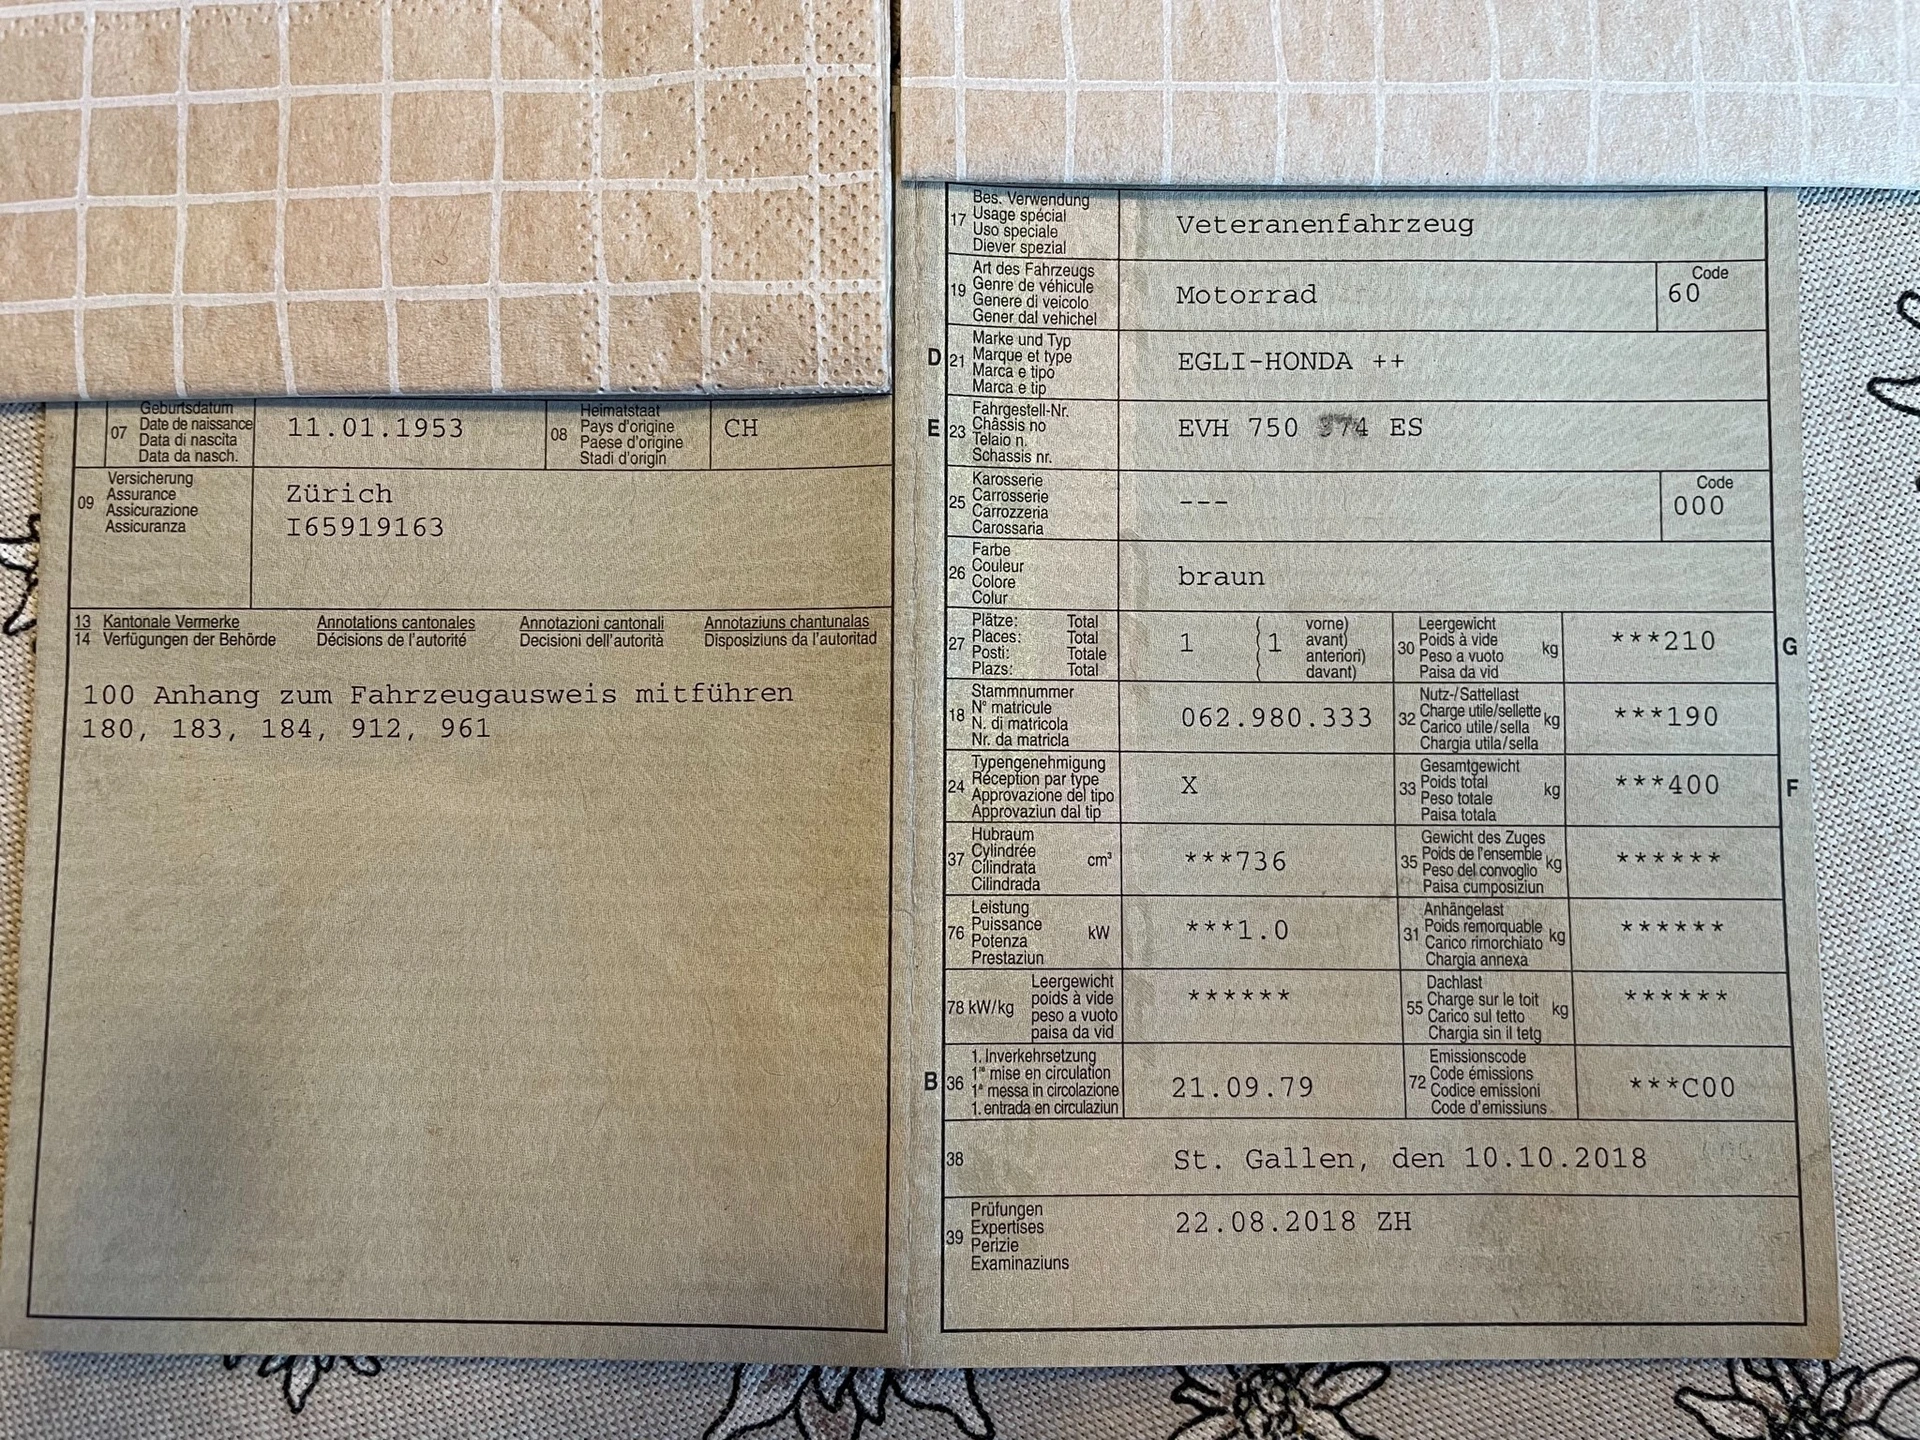 07
Geburtsdatum
Date de naissance
Data di nascita
Data da nasch.
11.01.1953
08
Heimatstaat
Pays d'origine
Paese d'origine
Stadi d'origin
CH
09
Versicherung
Assurance
Assicurazione
Assicuranza
Zürich
I65919163
13 Kantonale Vermerke Annotations cantonales Annotazioni cantonali Annotaziuns chantunalas
14 Verfügungen der Behörde Décisions de l'autorité Decisioni dell'autorità Disposiziuns da l'autoritad
100 Anhang zum Fahrzeugausweis mitführen
180, 183, 184, 912, 961
17
Bes. Verwendung
Usage spécial
Uso speciale
Diever spezial
Veteranenfahrzeug
19
Art des Fahrzeugs
Genre de véhicule
Genere di veicolo
Gener dal vehichel
Motorrad
Code
60
D 21
Marke und Typ
Marque et type
Marca e tipo
Marca e tip
EGLI-HONDA ++
E 23
Fahrgestell-Nr.
Châssis no
Telaio n.
Schassis nr.
EVH 750 ES
25
Karosserie
Carrosserie
Carrozzeria
Carossaria
---
Code
000
26
Farbe
Couleur
Colore
Colur
braun
27
Plätze: Total
Places: Total
Posti: Totale
Plazs: Total
1 ( 1
vorne)
avant)
anteriori)
davant)
30
Leergewicht
Poids à vide
Peso a vuoto
Paisa da vid
kg
***210
G
18
Stammnummer
N° matricule
N. di matricola
Nr. da matricla
062.980.333
32
Nutz-/Sattellast
Charge utile/sellette
Carico utile/sella
Chargia utila/sella
kg
***190
24
Typengenehmigung
Réception par type
Approvazione del tipo
Approvaziun dal tip
X
33
Gesamtgewicht
Poids total
Peso totale
Paisa totala
kg
***400
F
37
Hubraum
Cylindrée
Cilindrata
Cilindrada
cm³
***736
35
Gewicht des Zuges
Poids de l'ensemble
Peso del convoglio
Paisa cumposiziun
kg
******
76
Leistung
Puissance
Potenza
Prestaziun
kW
***1.0
31
Anhängelast
Poids remorquable
Carico rimorchiato
Chargia annexa
kg
******
78 kW/kg
Leergewicht
poids à vide
peso a vuoto
paisa da vid
******
55
Dachlast
Charge sur le toit
Carico sul tetto
Chargia sin il tetg
kg
******
B 36
1. Inverkehrsetzung
1re mise en circulation
1a messa in circolazione
1. entrada en circulaziun
21.09.79
72
Emissionscode
Code émissions
Codice emissioni
Code d'emissiuns
***C00
38
St. Gallen, den 10.10.2018
39
Prüfungen
Expertises
Perizie
Examinaziuns
22.08.2018 ZH